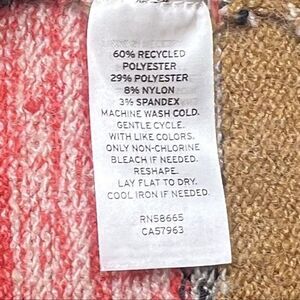 60% RECYCLED
POLYESTER
29% POLYESTER
8% NYLON
3% SPANDEX
MACHINE WASH COLD.
GENTLE CYCLE.
WITH LIKE COLORS.
ONLY NON-CHLORINE
BLEACH IF NEEDED.
RESHAPE.
LAY FLAT TO DRY.
COOL IRON IF NEEDED.
RN58665
CA57963